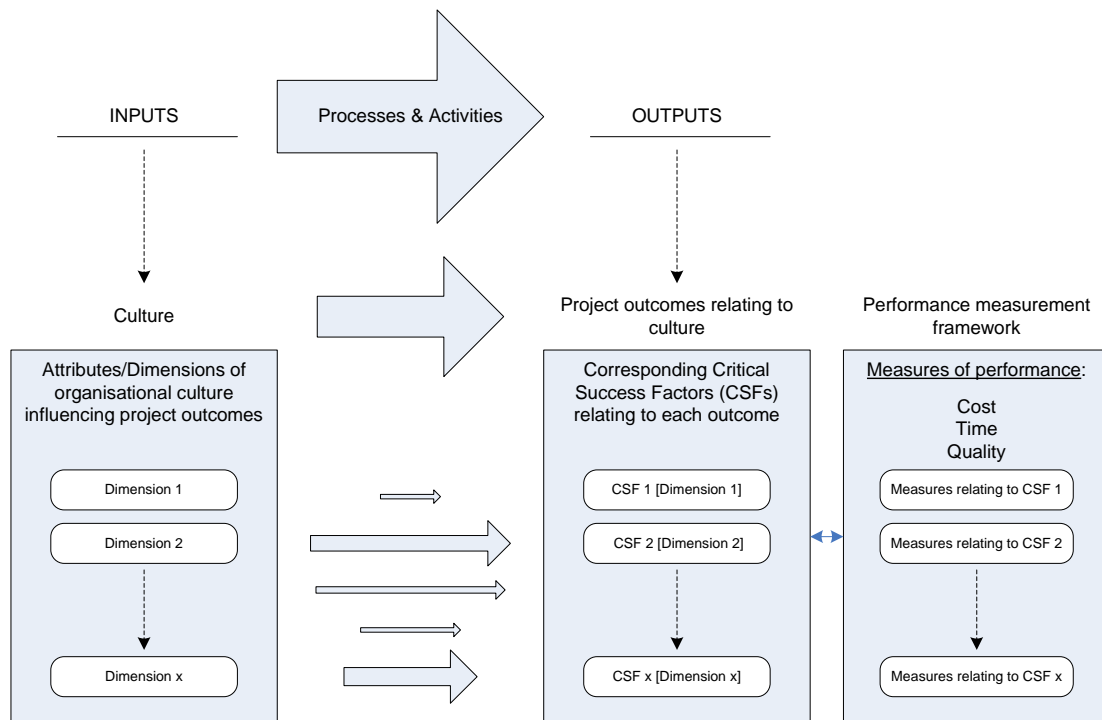 INPUTS
Processes & Activities
OUTPUTS
Culture
Project outcomes relating to
culture
Performance measurement
framework
Attributes/Dimensions of
organisational culture
influencing project outcomes
Dimension 1
Dimension 2
Dimension x
Corresponding Critical
Success Factors (CSFs)
relating to each outcome
CSF 1 [Dimension 1]
CSF 2 [Dimension 2]
CSF x [Dimension x]
Measures of performance:
Cost
Time
Quality
Measures relating to CSF 1
Measures relating to CSF 2
Measures relating to CSF x